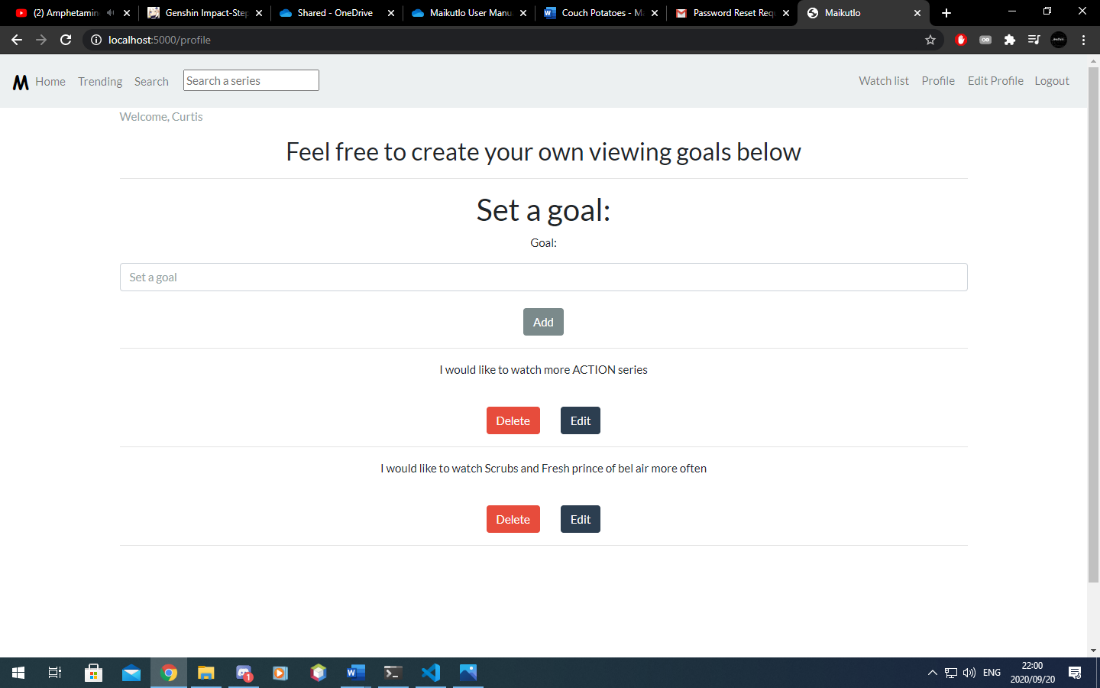 (2) Amphetamin
Genshin Impact-Step
Shared - OneDrive
Maikutlo User Manu
Couch Potatoes - M
Password Reset Req
Maikutlo
localhost:5000/profile
M Home Trending Search Search a series Watch list Profile Edit Profile Logout
Welcome, Curtis
Feel free to create your own viewing goals below
Set a goal:
Goal:
Set a goal
Add
I would like to watch more ACTION series
Delete Edit
I would like to watch Scrubs and Fresh prince of bel air more often
Delete Edit
ENG
22:00
2020/09/20